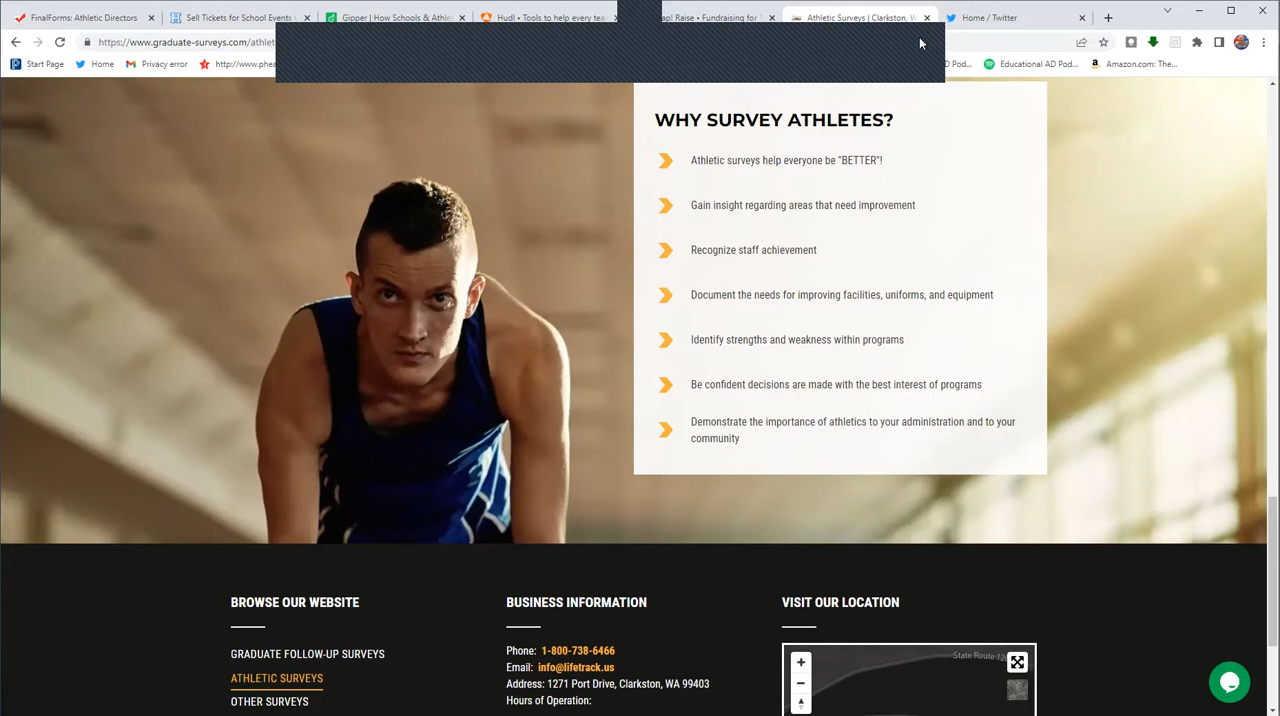 FinalForms: Athletic Directors
Sell Tickets for School Events
Gipper | How Schools & Athle
Hudl • Tools to help every tea
ap! Raise • Fundraising for
Athletic Surveys | Clarkston, W
Home / Twitter
https://www.graduate-surveys.com/athlet
Start Page
Home
Privacy error
http://www.phea
D Pod...
Educational AD Pod...
Amazon.com: The...
WHY SURVEY ATHLETES?
Athletic surveys help everyone be "BETTER"!
Gain insight regarding areas that need improvement
Recognize staff achievement
Document the needs for improving facilities, uniforms, and equipment
Identify strengths and weakness within programs
Be confident decisions are made with the best interest of programs
Demonstrate the importance of athletics to your administration and to your
community
BROWSE OUR WEBSITE
GRADUATE FOLLOW-UP SURVEYS
ATHLETIC SURVEYS
OTHER SURVEYS
BUSINESS INFORMATION
Phone: 1-800-738-6466
Email: info@lifetrack.us
Address: 1271 Port Drive, Clarkston, WA 99403
Hours of Operation:
VISIT OUR LOCATION
State Route